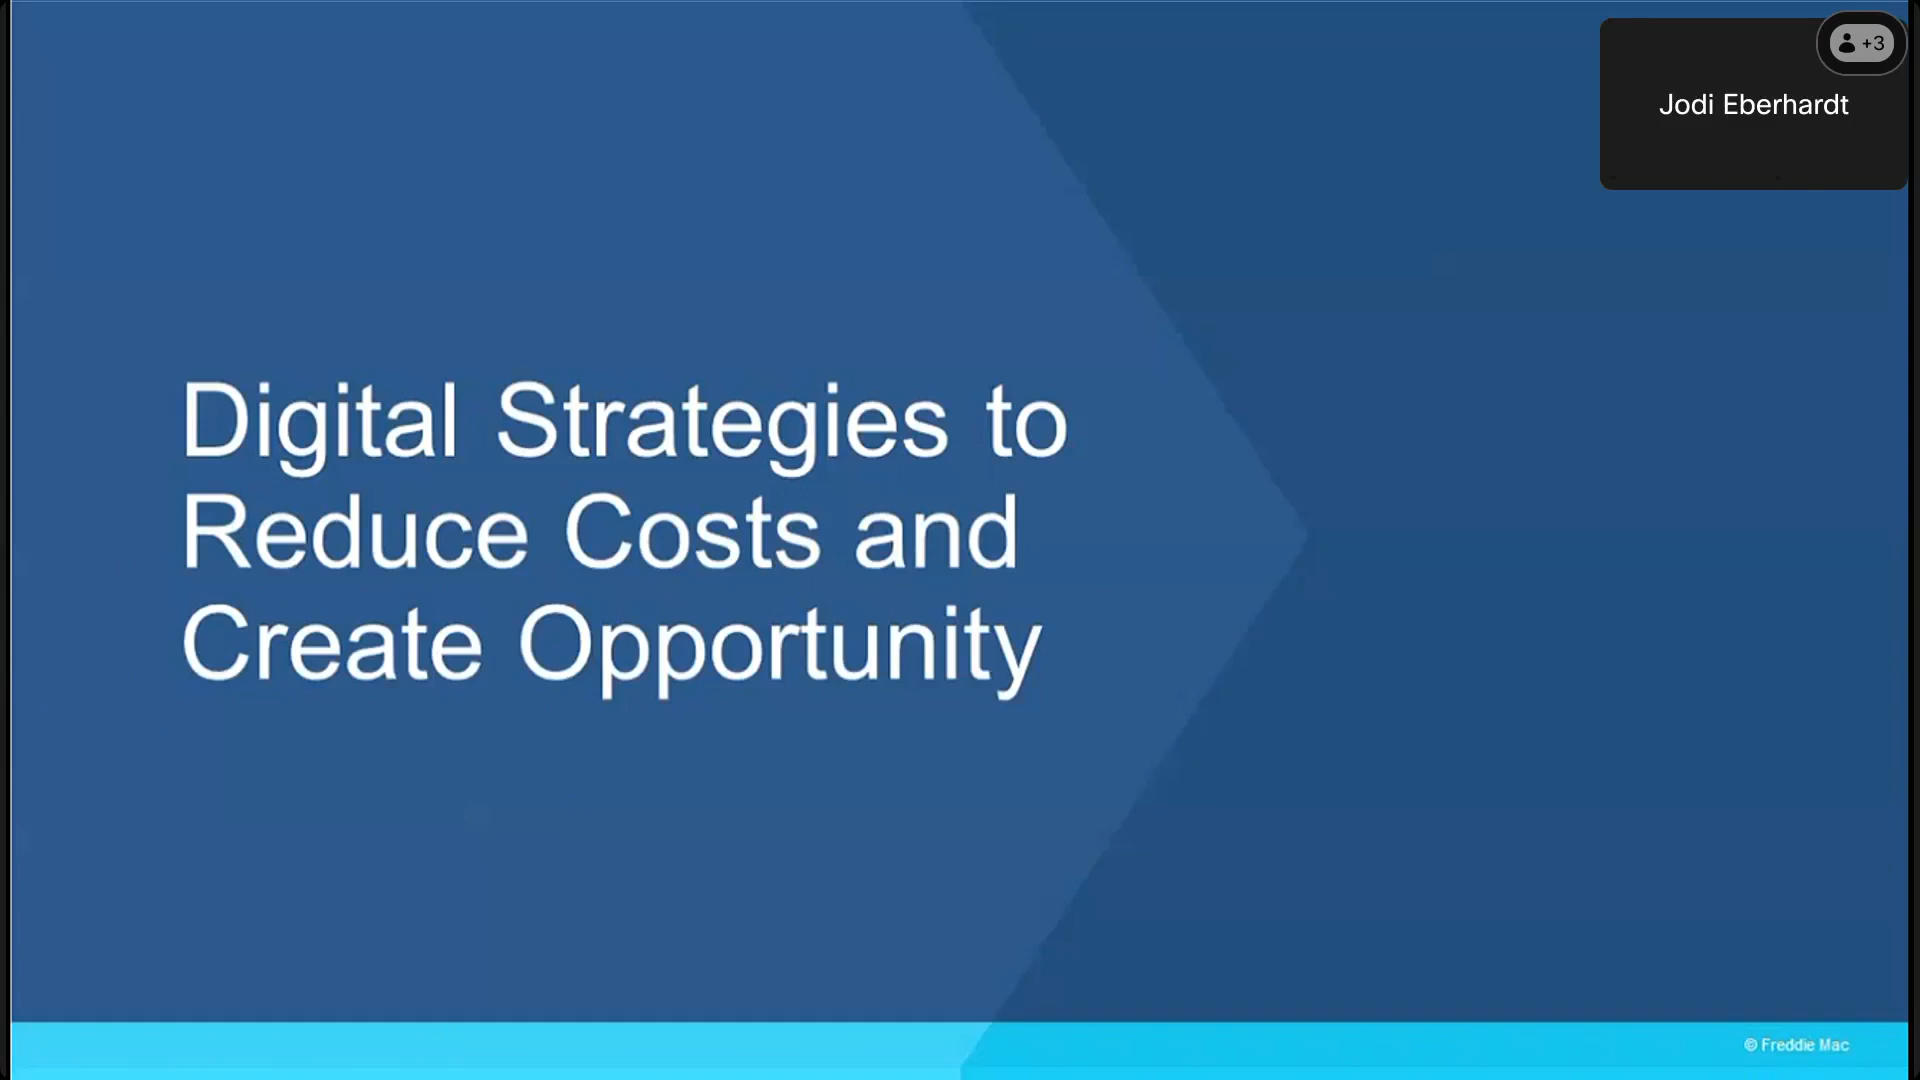 +3
Jodi Eberhardt
Digital Strategies to
Reduce Costs and
Create Opportunity
© Freddie Mac